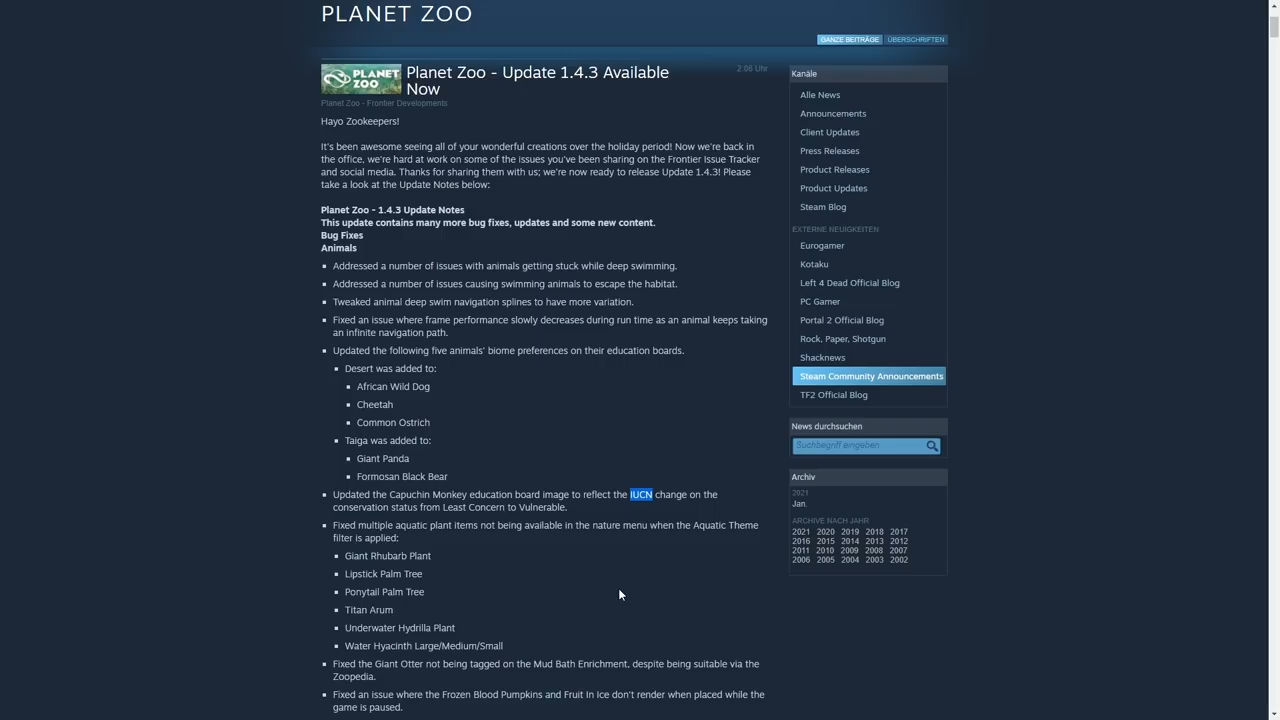 PLANET ZOO
GANZE BEITRÄGE
ÜBERSCHRIFTEN
PLANET
ZOO
Planet Zoo - Update 1.4.3 Available
Now
2:06 Uhr
Planet Zoo - Frontier Developments
Hayo Zookeepers!
It's been awesome seeing all of your wonderful creations over the holiday period! Now we're back in
the office, we're hard at work on some of the issues you've been sharing on the Frontier Issue Tracker
and social media. Thanks for sharing them with us; we're now ready to release Update 1.4.3! Please
take a look at the Update Notes below:
Planet Zoo - 1.4.3 Update Notes
This update contains many more bug fixes, updates and some new content.
Bug Fixes
Animals
Addressed a number of issues with animals getting stuck while deep swimming.
Addressed a number of issues causing swimming animals to escape the habitat.
Tweaked animal deep swim navigation splines to have more variation.
Fixed an issue where frame performance slowly decreases during run time as an animal keeps taking
an infinite navigation path.
Updated the following five animals' biome preferences on their education boards.
Desert was added to:
African Wild Dog
Cheetah
Common Ostrich
Taiga was added to:
Giant Panda
Formosan Black Bear
Updated the Capuchin Monkey education board image to reflect the IUCN change on the
conservation status from Least Concern to Vulnerable.
Fixed multiple aquatic plant items not being available in the nature menu when the Aquatic Theme
filter is applied:
Giant Rhubarb Plant
Lipstick Palm Tree
Ponytail Palm Tree
Titan Arum
Underwater Hydrilla Plant
Water Hyacinth Large/Medium/Small
Fixed the Giant Otter not being tagged on the Mud Bath Enrichment, despite being suitable via the
Zoopedia.
Fixed an issue where the Frozen Blood Pumpkins and Fruit In Ice don't render when placed while the
game is paused.
Kanäle
Alle News
Announcements
Client Updates
Press Releases
Product Releases
Product Updates
Steam Blog
EXTERNE NEUIGKEITEN
Eurogamer
Kotaku
Left 4 Dead Official Blog
PC Gamer
Portal 2 Official Blog
Rock, Paper, Shotgun
Shacknews
Steam Community Announcements
TF2 Official Blog
News durchsuchen
Suchbegriff eingeben
Archiv
2021
Jan.
ARCHIVE NACH JAHR
2021 2020 2019 2018 2017
2016 2015 2014 2013 2012
2011 2010 2009 2008 2007
2006 2005 2004 2003 2002